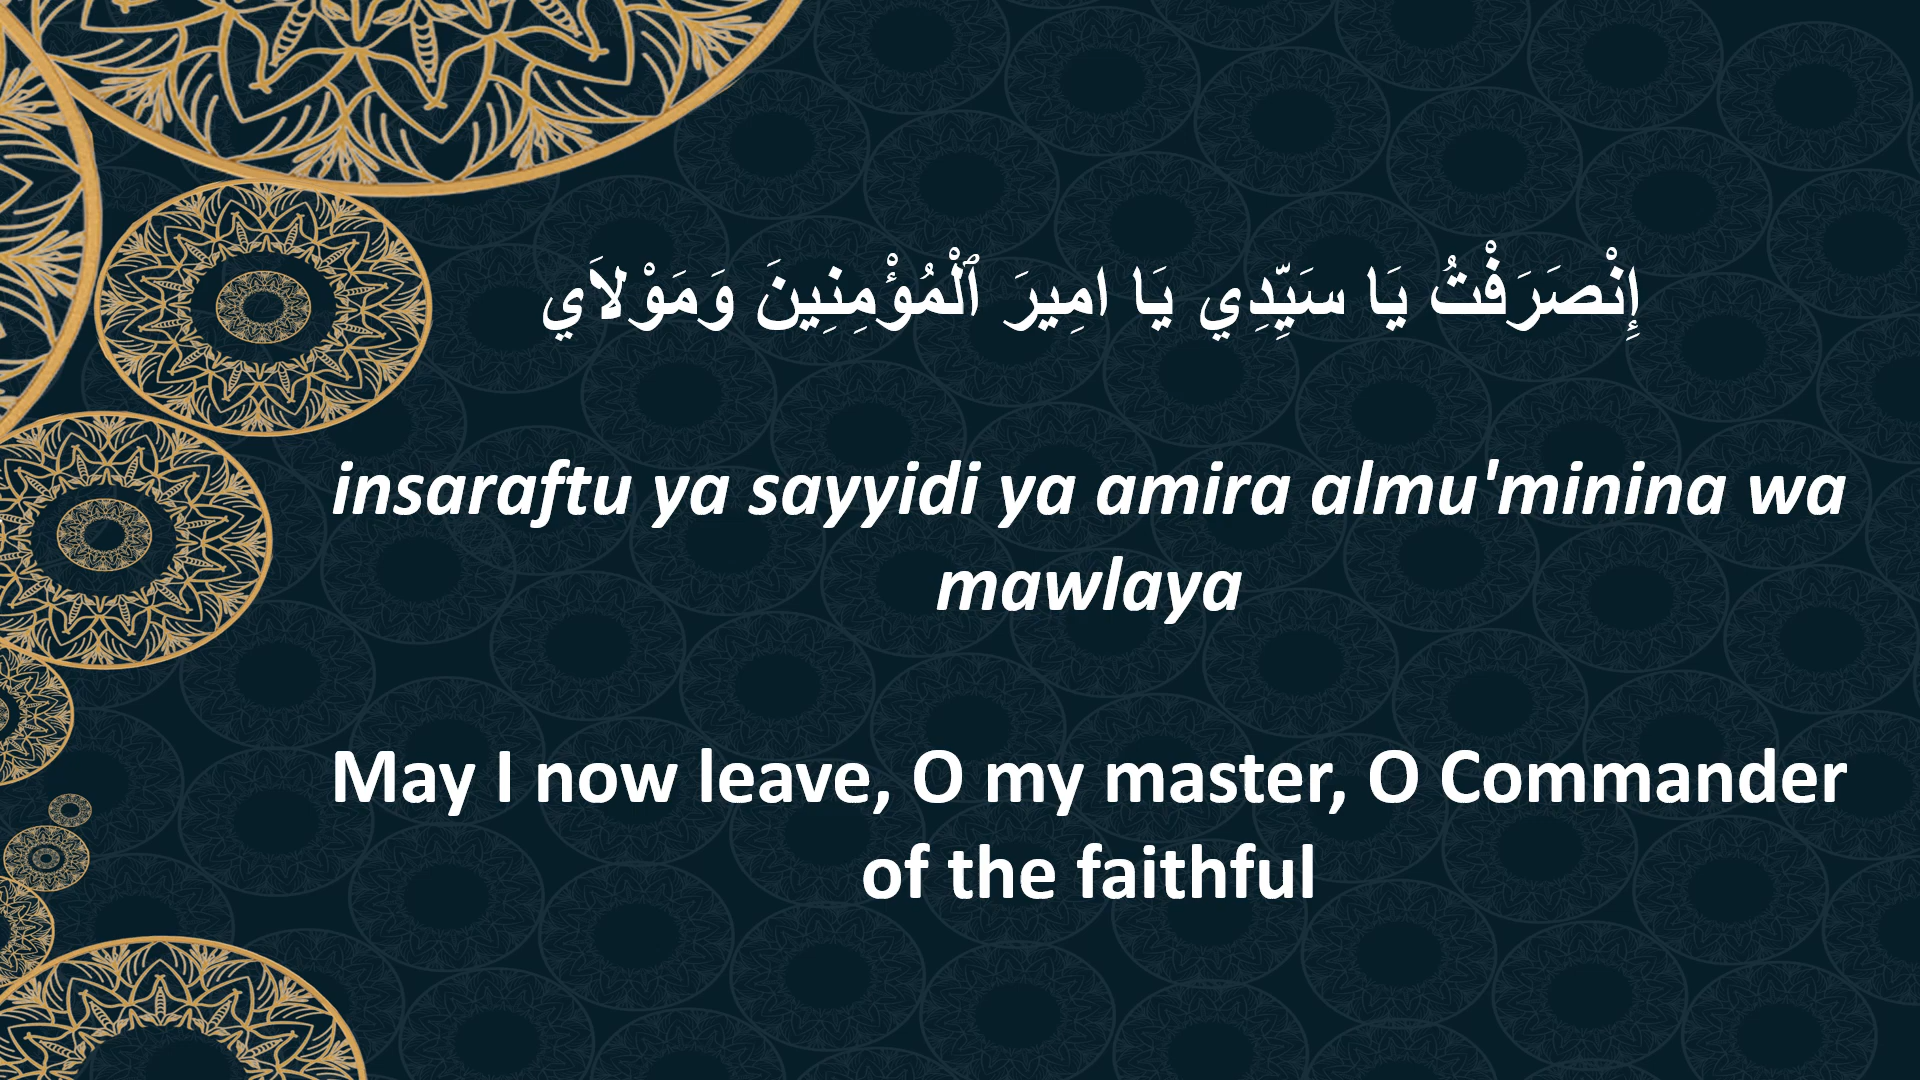 إِنْصَرَفْتُ يَا سَيِّدِي يَا امِيرَ ٱلْمُؤْمِنِينَ وَمَوْلاَي
insaraftu ya sayyidi ya amira almu'minina wa
mawlaya
May I now leave, O my master, O Commander
of the faithful